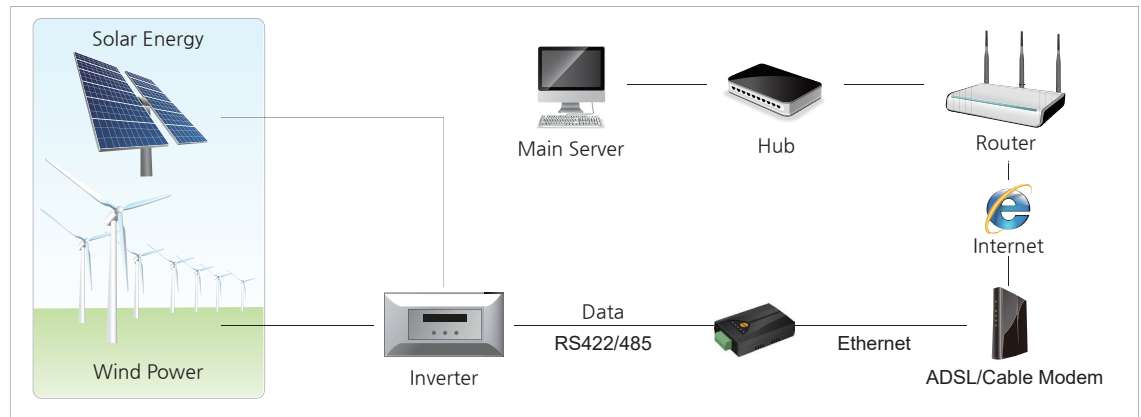 Solar Energy
Main Server
Hub
Router
Internet
Data
RS422/485
Ethernet
Wind Power
Inverter
ADSL/Cable Modem